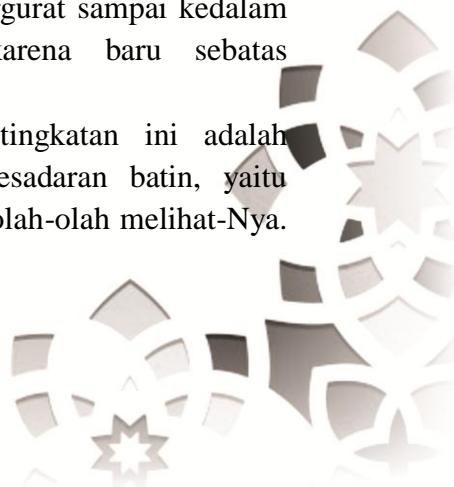 gurat sampai kedalam
karena baru sebatas
tingkatan ini adalah
esadaran batin, yaitu
olah-olah melihat-Nya.